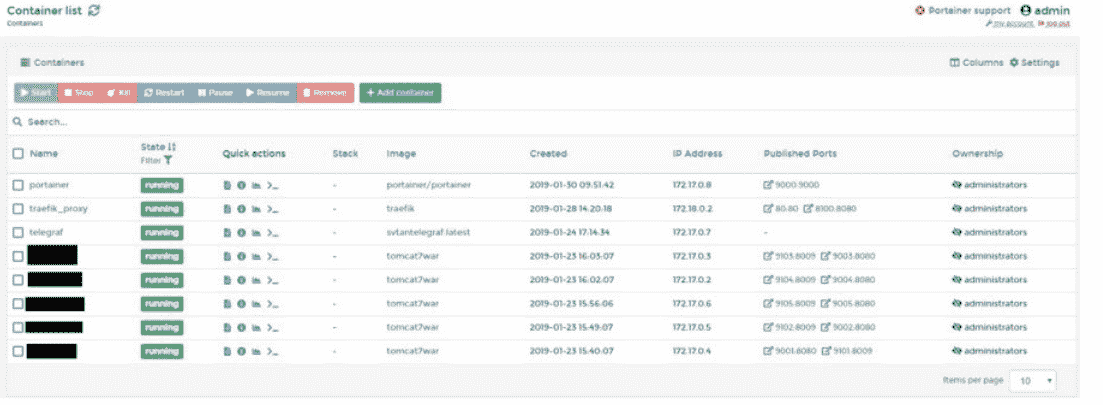 Container list
Containers
Portainer support admin
my account log out
Containers
Columns Settings
Start Stop Kill Restart Pause Resume Remove + Add container
Search...
Name State Filter Quick actions Stack Image Created IP Address Published Ports Ownership
portainer running - portainer/portainer 2019-01-30 09:51:42 172.17.0.8 9000:9000 administrators
traefik_proxy running - traefik 2019-01-28 14:20:18 172.18.0.2 80:80 8100:8080 administrators
telegraf running - svtantelegraf:latest 2019-01-24 17:14:34 172.17.0.7 - administrators
running - tomcat7war 2019-01-23 16:03:07 172.17.0.3 9103:8009 9003:8080 administrators
running - tomcat7war 2019-01-23 16:02:07 172.17.0.2 9104:8009 9004:8080 administrators
running - tomcat7war 2019-01-23 15:56:06 172.17.0.6 9105:8009 9005:8080 administrators
running - tomcat7war 2019-01-23 15:49:07 172.17.0.5 9102:8009 9002:8080 administrators
running - tomcat7war 2019-01-23 15:40:07 172.17.0.4 9001:8080 9101:8009 administrators
Items per page 10